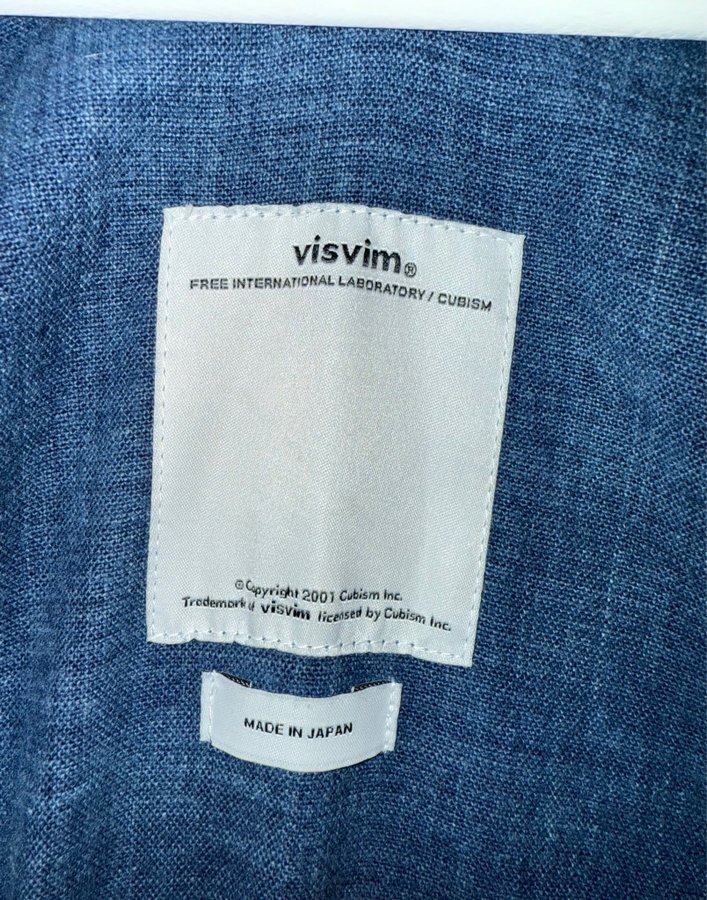 visvim®
FREE INTERNATIONAL LABORATORY / CUBISM
©Copyright 2001 Cubism Inc.
Trademark of visvim licensed by Cubism Inc.
MADE IN JAPAN